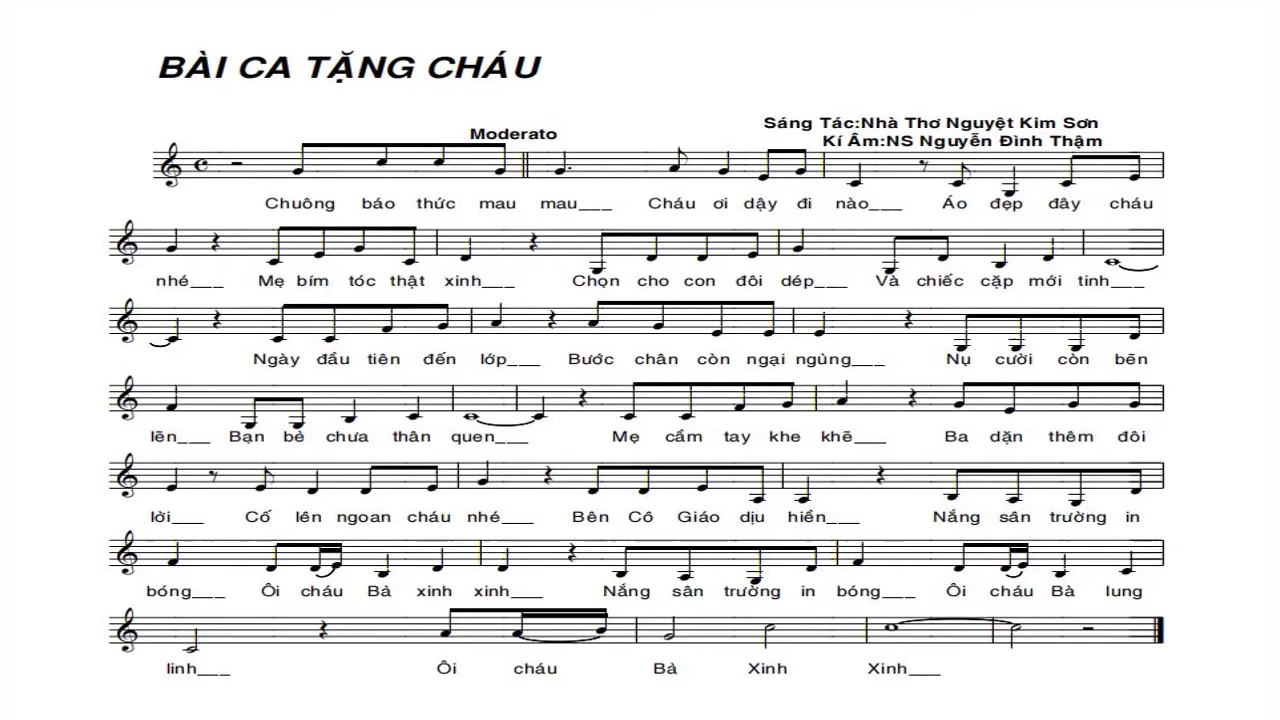 BÀI CA TẶNG CHÁU
Sáng Tác:Nhà Thơ Nguyệt Kim Sơn
Moderato
Kí Âm:NS Nguyễn Đình Thậm
Chuông báo thức mau mau___ Cháu ơi dậy đi nào___ Áo đẹp đây cháu
nhé___ Mẹ bím tóc thật xinh___ Chọn cho con đôi dép___ Và chiếc cặp mới tinh___
Ngày đầu tiên đến lớp___ Bước chân còn ngại ngùng___ Nụ cười còn bẽn
lẽn___ Bạn bè chưa thân quen___ Mẹ cầm tay khe khẽ___ Ba dặn thêm đôi
lời___ Cố lên ngoan cháu nhé___ Bên Cô Giáo dịu hiền___ Nắng sân trường in
bóng___ Ôi cháu Bà xinh xinh___ Nắng sân trường in bóng___ Ôi cháu Bà lung
linh___ Ôi cháu Bà Xinh Xinh___